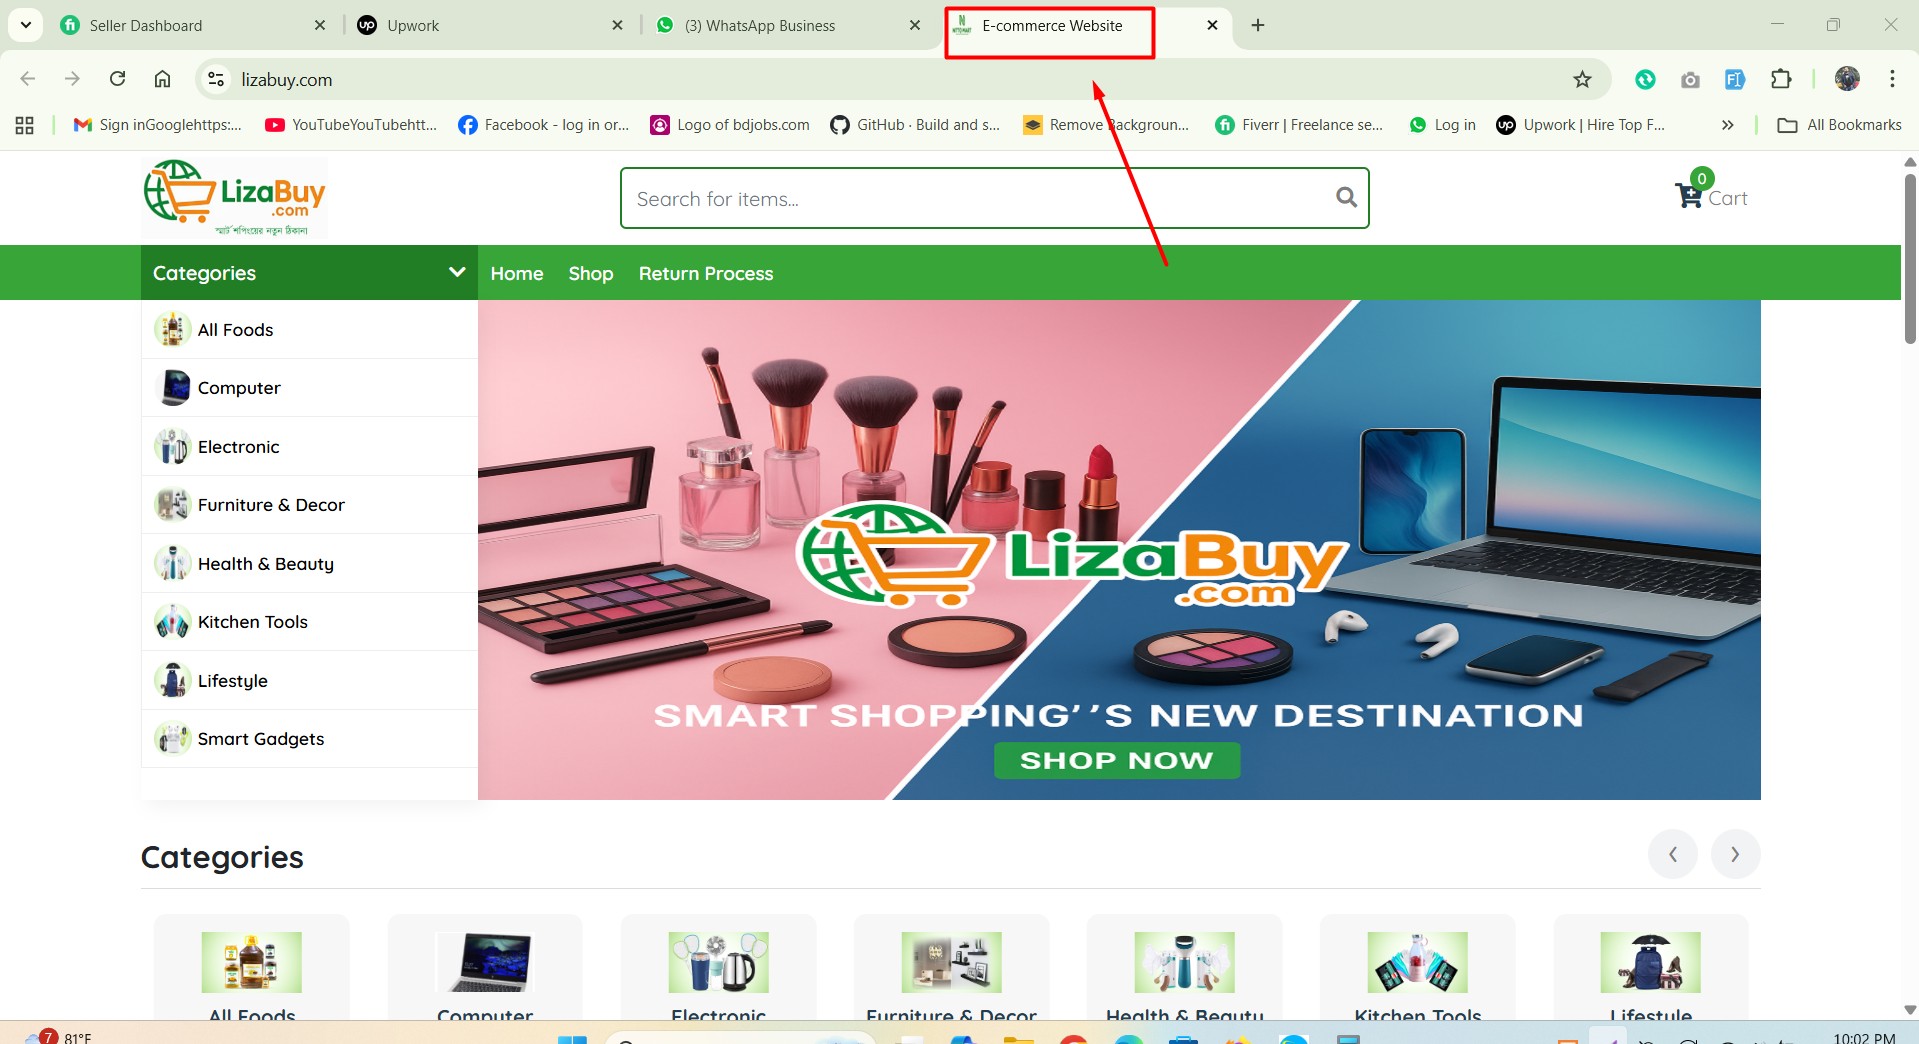 Seller Dashboard
Upwork
(3) WhatsApp Business
E-commerce Website
lizabuy.com
Sign inGooglehttps:...
YouTubeYouTubehtt...
Facebook - log in or...
Logo of bdjobs.com
GitHub · Build and s...
Remove Backgroun...
Fiverr | Freelance se...
Log in
Upwork | Hire Top F...
All Bookmarks
LizaBuy
.com
স্মার্ট শপিংয়ের নতুন ঠিকানা
Search for items...
0
Cart
Categories
Home
Shop
Return Process
All Foods
Computer
Electronic
Furniture & Decor
Health & Beauty
Kitchen Tools
Lifestyle
Smart Gadgets
LizaBuy
.com
SMART SHOPPING’’S NEW DESTINATION
SHOP NOW
Categories
All Foods
Computer
Electronic
Furniture & Decor
Health & Beauty
Kitchen Tools
Lifestyle
7
81°F
10:02 PM